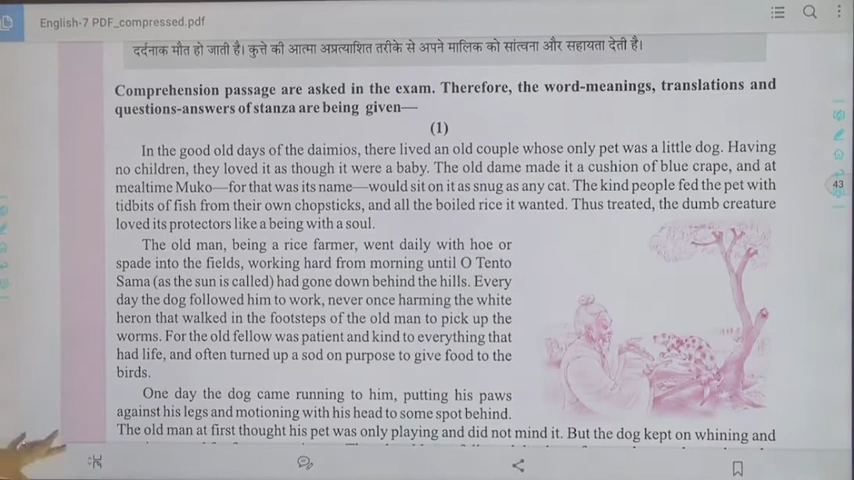 English-7 PDF_compressed.pdf
दर्दनाक मौत हो जाती है। कुत्ते की आत्मा अप्रत्याशित तरीके से अपने मालिक को सांत्वना और सहायता देती है।
Comprehension passage are asked in the exam. Therefore, the word-meanings, translations and
questions-answers of stanza are being given—
(1)
In the good old days of the daimios, there lived an old couple whose only pet was a little dog. Having
no children, they loved it as though it were a baby. The old dame made it a cushion of blue crape, and at
mealtime Muko—for that was its name—would sit on it as snug as any cat. The kind people fed the pet with
tidbits of fish from their own chopsticks, and all the boiled rice it wanted. Thus treated, the dumb creature
loved its protectors like a being with a soul.
43
The old man, being a rice farmer, went daily with hoe or
spade into the fields, working hard from morning until O Tento
Sama (as the sun is called) had gone down behind the hills. Every
day the dog followed him to work, never once harming the white
heron that walked in the footsteps of the old man to pick up the
worms. For the old fellow was patient and kind to everything that
had life, and often turned up a sod on purpose to give food to the
birds.
One day the dog came running to him, putting his paws
against his legs and motioning with his head to some spot behind.
The old man at first thought his pet was only playing and did not mind it. But the dog kept on whining and